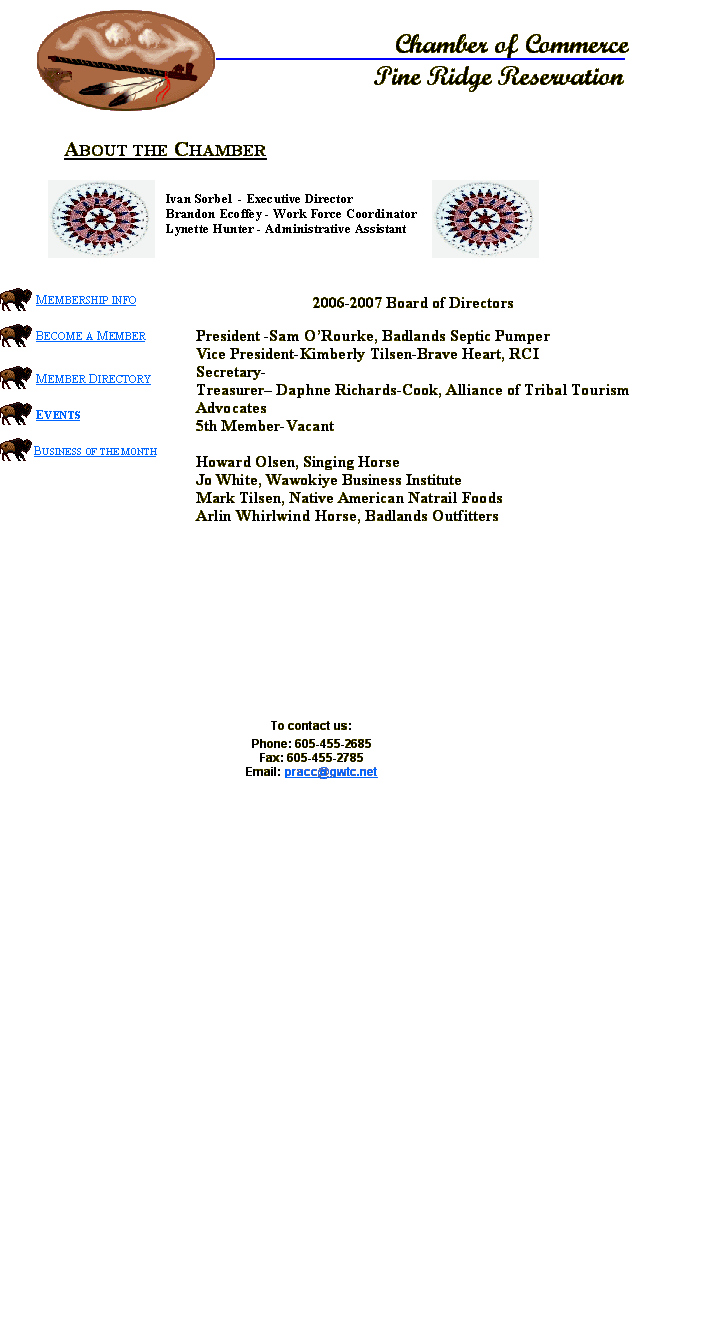 Chamber of Commerce
Pine Ridge Reservation
ABOUT THE CHAMBER
Ivan Sorbel - Executive Director
Brandon Ecoffey - Work Force Coordinator
Lynette Hunter - Administrative Assistant
MEMBERSHIP INFO
BECOME A MEMBER
MEMBER DIRECTORY
EVENTS
BUSINESS OF THE MONTH
2006-2007 Board of Directors
President -Sam O’Rourke, Badlands Septic Pumper
Vice President-Kimberly Tilsen-Brave Heart, RCI
Secretary-
Treasurer– Daphne Richards-Cook, Alliance of Tribal Tourism
Advocates
5th Member-Vacant
Howard Olsen, Singing Horse
Jo White, Wawokiye Business Institute
Mark Tilsen, Native American Natrail Foods
Arlin Whirlwind Horse, Badlands Outfitters
To contact us:
Phone: 605-455-2685
Fax: 605-455-2785
Email: pracc@gwtc.net